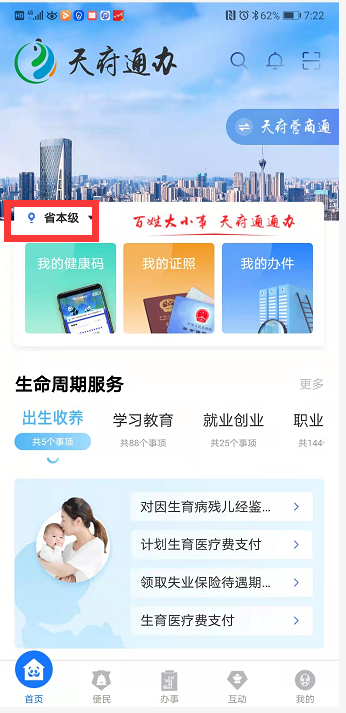 HD 4G 62% 7:22
天府通办
天府营商通
省本级
百姓大小事 天府通通办
我的健康码
我的证照
我的办件
生命周期服务
更多
出生收养
学习教育
就业创业
职业
共5个事项
共88个事项
共25个事项
共144
对因生育病残儿经鉴...
计划生育医疗费支付
领取失业保险待遇期...
生育医疗费支付
首页
便民
办事
互动
我的